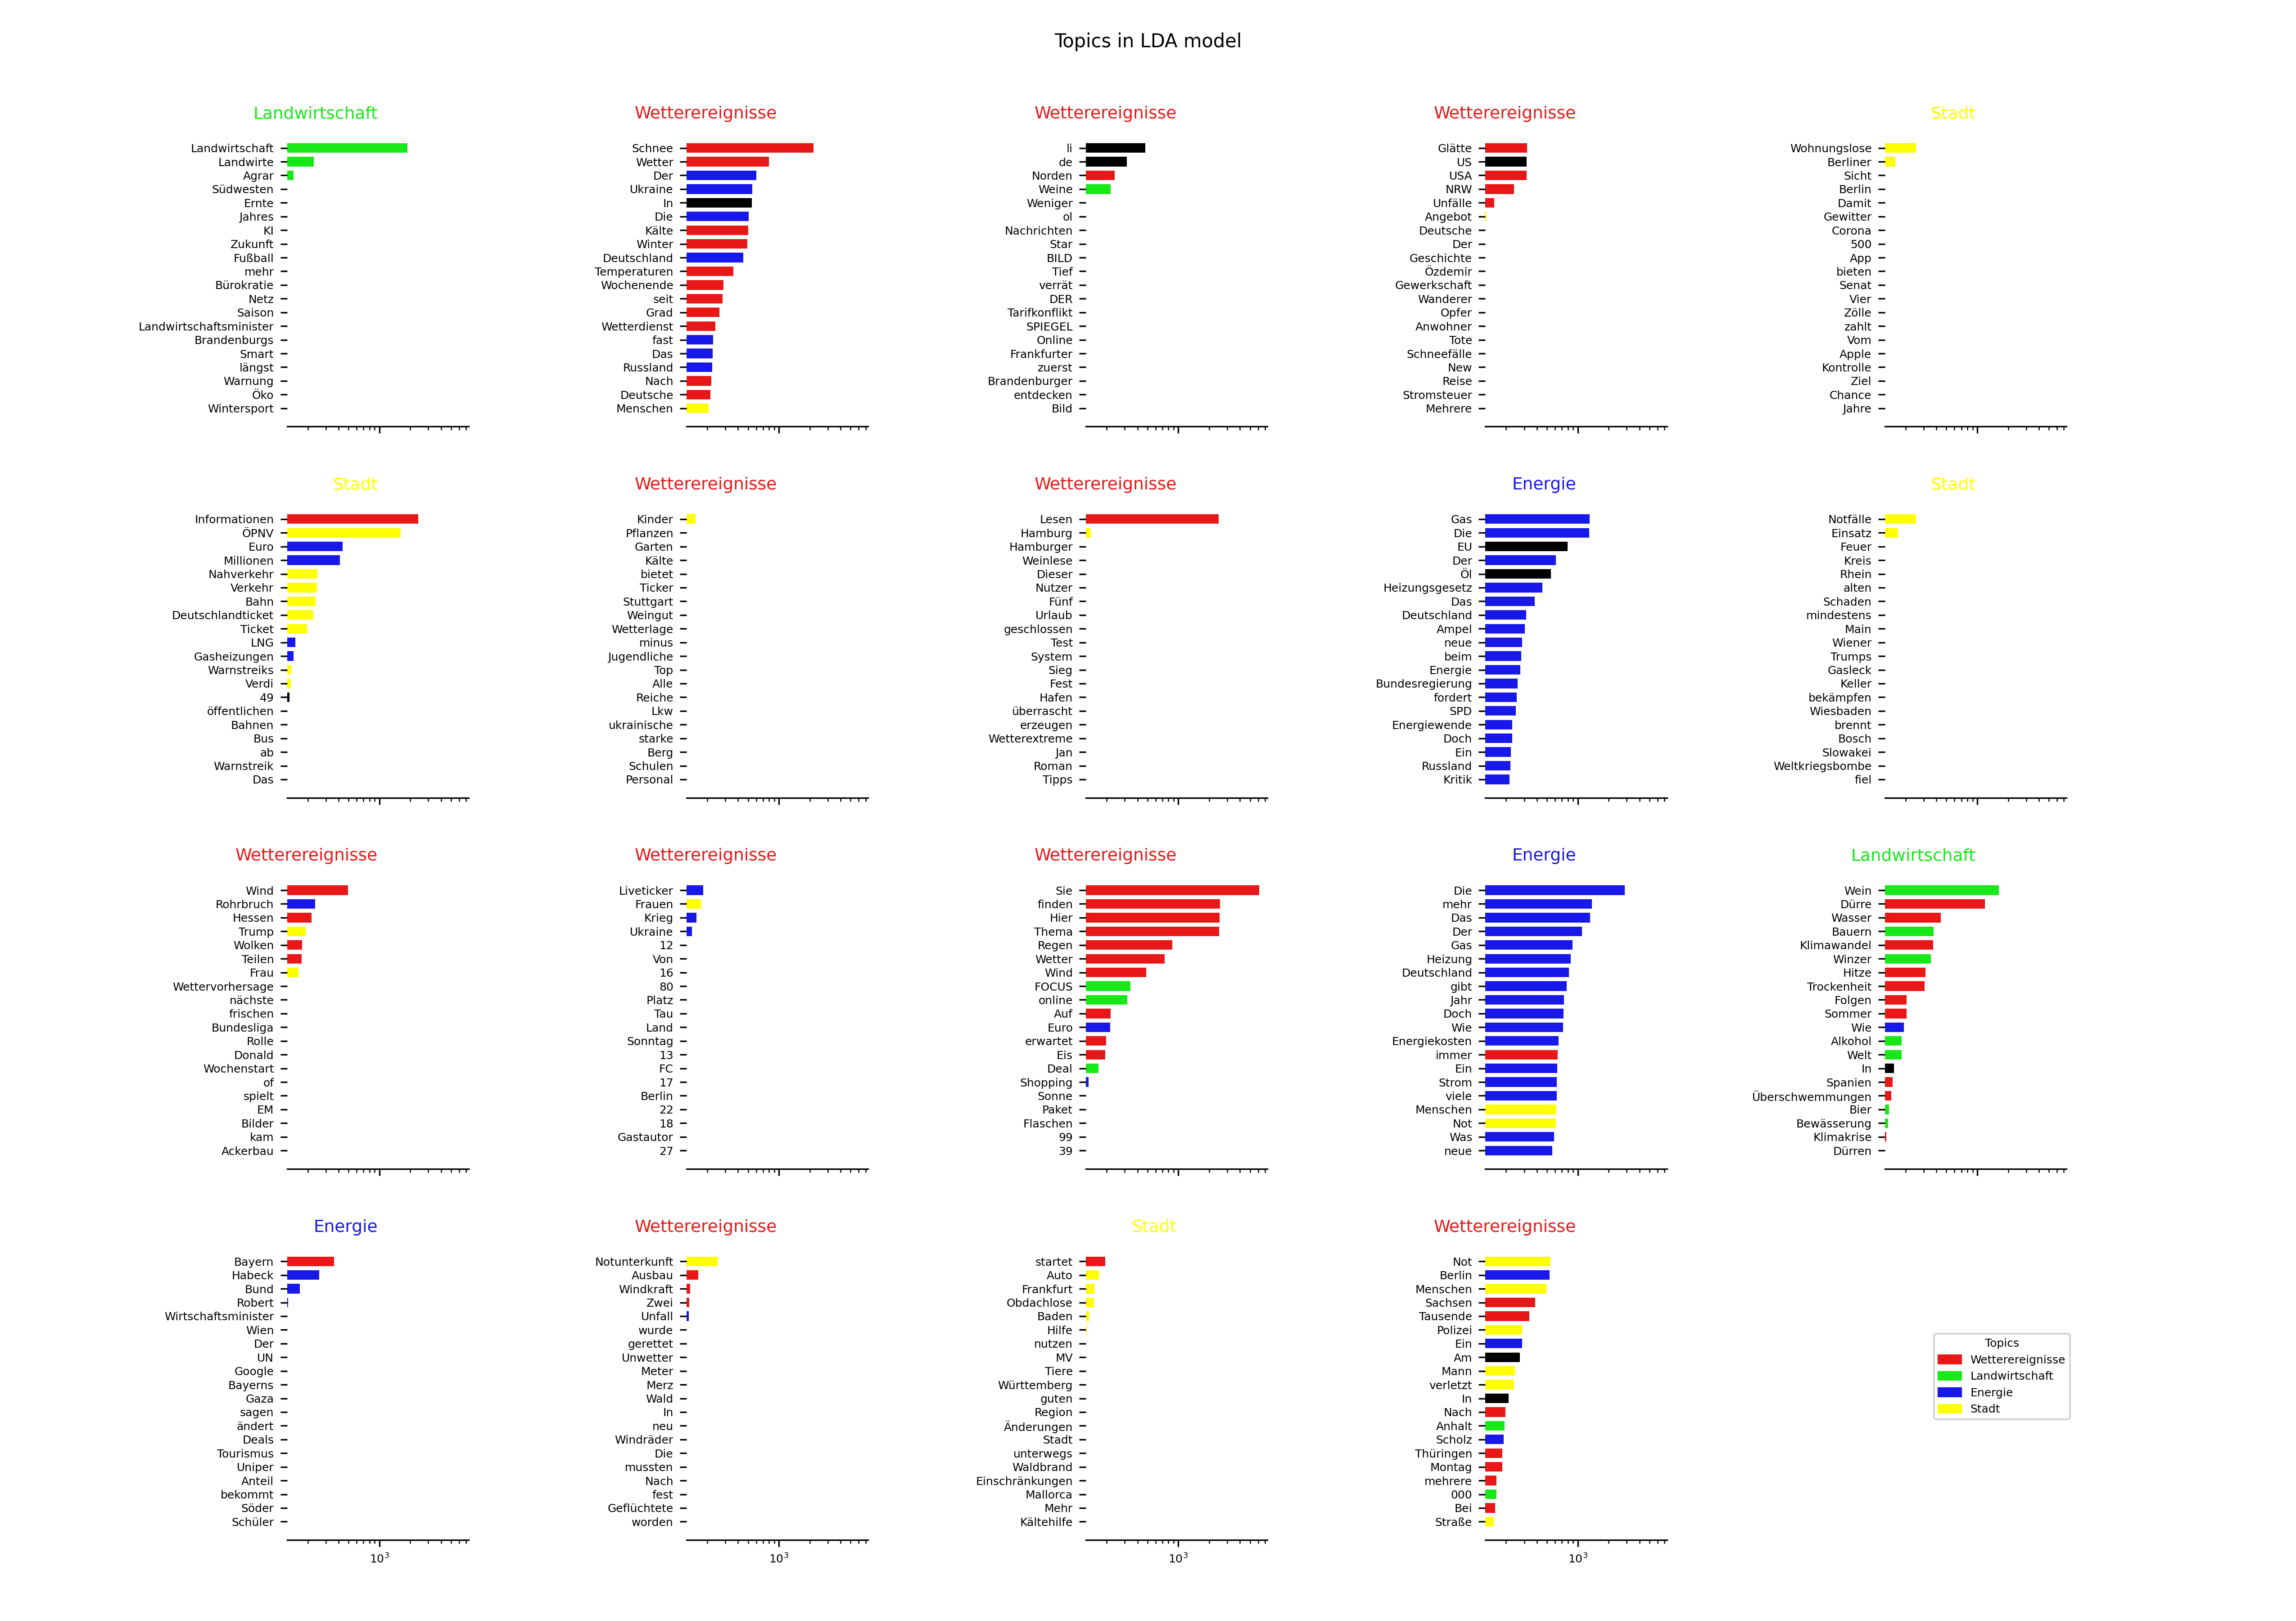 Topics in LDA model
Landwirtschaft
Landwirtschaft
Landwirte
Agrar
Südwesten
Ernte
Jahres
KI
Zukunft
Fußball
mehr
Bürokratie
Netz
Saison
Landwirtschaftsminister
Brandenburgs
Smart
längst
Warnung
Öko
Wintersport
Wetterereignisse
Schnee
Wetter
Der
Ukraine
In
Die
Kälte
Winter
Deutschland
Temperaturen
Wochenende
seit
Grad
Wetterdienst
fast
Das
Russland
Nach
Deutsche
Menschen
Wetterereignisse
li
de
Norden
Weine
Weniger
ol
Nachrichten
Star
BILD
Tief
verrät
DER
Tarifkonflikt
SPIEGEL
Online
Frankfurter
zuerst
Brandenburger
entdecken
Bild
Wetterereignisse
Glätte
US
USA
NRW
Unfälle
Angebot
Deutsche
Der
Geschichte
Özdemir
Gewerkschaft
Wanderer
Opfer
Anwohner
Tote
Schneefälle
New
Reise
Stromsteuer
Mehrere
Stadt
Wohnungslose
Berliner
Sicht
Berlin
Damit
Gewitter
Corona
500
App
bieten
Senat
Vier
Zölle
zahlt
Vom
Apple
Kontrolle
Ziel
Chance
Jahre
Stadt
Informationen
ÖPNV
Euro
Millionen
Nahverkehr
Verkehr
Bahn
Deutschlandticket
Ticket
LNG
Gasheizungen
Warnstreiks
Verdi
49
öffentlichen
Bahnen
Bus
ab
Warnstreik
Das
Wetterereignisse
Kinder
Pflanzen
Garten
Kälte
bietet
Ticker
Stuttgart
Weingut
Wetterlage
minus
Jugendliche
Top
Alle
Reiche
Lkw
ukrainische
starke
Berg
Schulen
Personal
Wetterereignisse
Lesen
Hamburg
Hamburger
Weinlese
Dieser
Nutzer
Fünf
Urlaub
geschlossen
Test
System
Sieg
Fest
Hafen
überrascht
erzeugen
Wetterextreme
Jan
Roman
Tipps
Energie
Gas
Die
EU
Der
Öl
Heizungsgesetz
Das
Deutschland
Ampel
neue
beim
Energie
Bundesregierung
fordert
SPD
Energiewende
Doch
Ein
Russland
Kritik
Stadt
Notfälle
Einsatz
Feuer
Kreis
Rhein
alten
Schaden
mindestens
Main
Wiener
Trumps
Gasleck
Keller
bekämpfen
Wiesbaden
brennt
Bosch
Slowakei
Weltkriegsbombe
fiel
Wetterereignisse
Wind
Rohrbruch
Hessen
Trump
Wolken
Teilen
Frau
Wettervorhersage
nächste
frischen
Bundesliga
Rolle
Donald
Wochenstart
of
spielt
EM
Bilder
kam
Ackerbau
Wetterereignisse
Liveticker
Frauen
Krieg
Ukraine
12
Von
16
80
Platz
Tau
Land
Sonntag
13
FC
17
Berlin
22
18
Gastautor
27
Wetterereignisse
Sie
finden
Hier
Thema
Regen
Wetter
Wind
FOCUS
online
Auf
Euro
erwartet
Eis
Deal
Shopping
Sonne
Paket
Flaschen
99
39
Energie
Die
mehr
Das
Der
Gas
Heizung
Deutschland
gibt
Jahr
Doch
Wie
Energiekosten
immer
Ein
Strom
viele
Menschen
Not
Was
neue
Landwirtschaft
Wein
Dürre
Wasser
Bauern
Klimawandel
Winzer
Hitze
Trockenheit
Folgen
Sommer
Wie
Alkohol
Welt
In
Spanien
Überschwemmungen
Bier
Bewässerung
Klimakrise
Dürren
Energie
Bayern
Habeck
Bund
Robert
Wirtschaftsminister
Wien
Der
UN
Google
Bayerns
Gaza
sagen
ändert
Deals
Tourismus
Uniper
Anteil
bekommt
Söder
Schüler
10³
Wetterereignisse
Notunterkunft
Ausbau
Windkraft
Zwei
Unfall
wurde
gerettet
Unwetter
Meter
Merz
Wald
In
neu
Windräder
Die
mussten
Nach
fest
Geflüchtete
worden
10³
Stadt
startet
Auto
Frankfurt
Obdachlose
Baden
Hilfe
nutzen
MV
Tiere
Württemberg
guten
Region
Änderungen
Stadt
unterwegs
Waldbrand
Einschränkungen
Mallorca
Mehr
Kältehilfe
10³
Wetterereignisse
Not
Berlin
Menschen
Sachsen
Tausende
Polizei
Ein
Am
Mann
verletzt
In
Nach
Anhalt
Scholz
Thüringen
Montag
mehrere
000
Bei
Straße
10³
Topics
Wetterereignisse
Landwirtschaft
Energie
Stadt